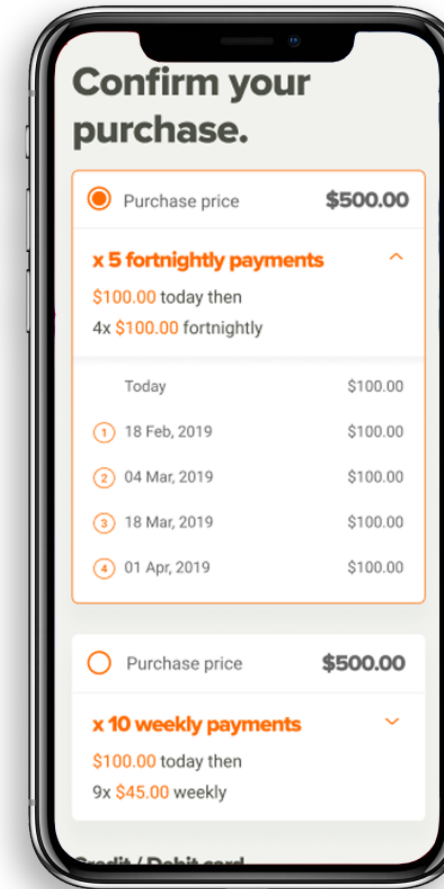 Confirm your
purchase.
Purchase price $500.00
x 5 fortnightly payments
$100.00 today then
4x $100.00 fortnightly
Today $100.00
1 18 Feb, 2019 $100.00
2 04 Mar, 2019 $100.00
3 18 Mar, 2019 $100.00
4 01 Apr, 2019 $100.00
Purchase price $500.00
x 10 weekly payments
$100.00 today then
9x $45.00 weekly
Credit / Debit card